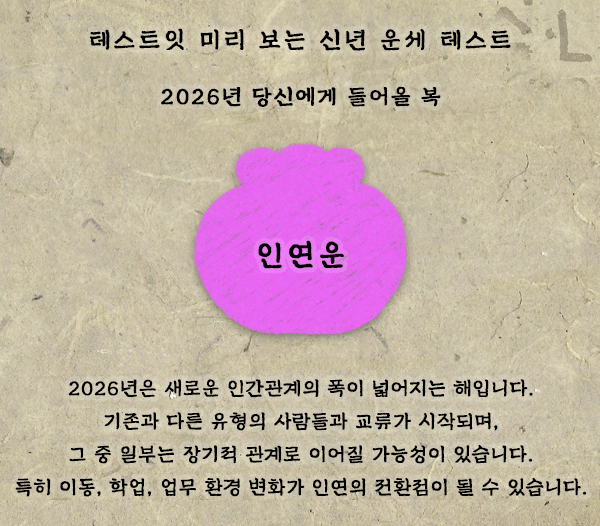 테스트잇 미리 보는 신년 운세 테스트
2026년 당신에게 들어올 복
인연운
2026년은 새로운 인간관계의 폭이 넓어지는 해입니다.
기존과 다른 유형의 사람들과 교류가 시작되며,
그 중 일부는 장기적 관계로 이어질 가능성이 있습니다.
특히 이동, 학업, 업무 환경 변화가 인연의 전환점이 될 수 있습니다.